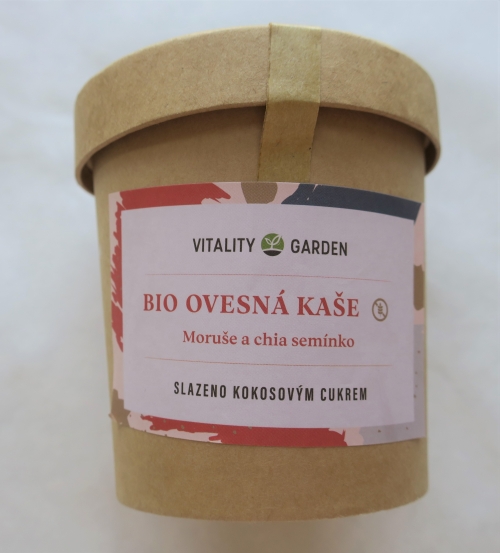 VITALITY GARDEN
BIO OVESNÁ KAŠE
Moruše a chia semínko
SLAZENO KOKOSOVÝM CUKREM